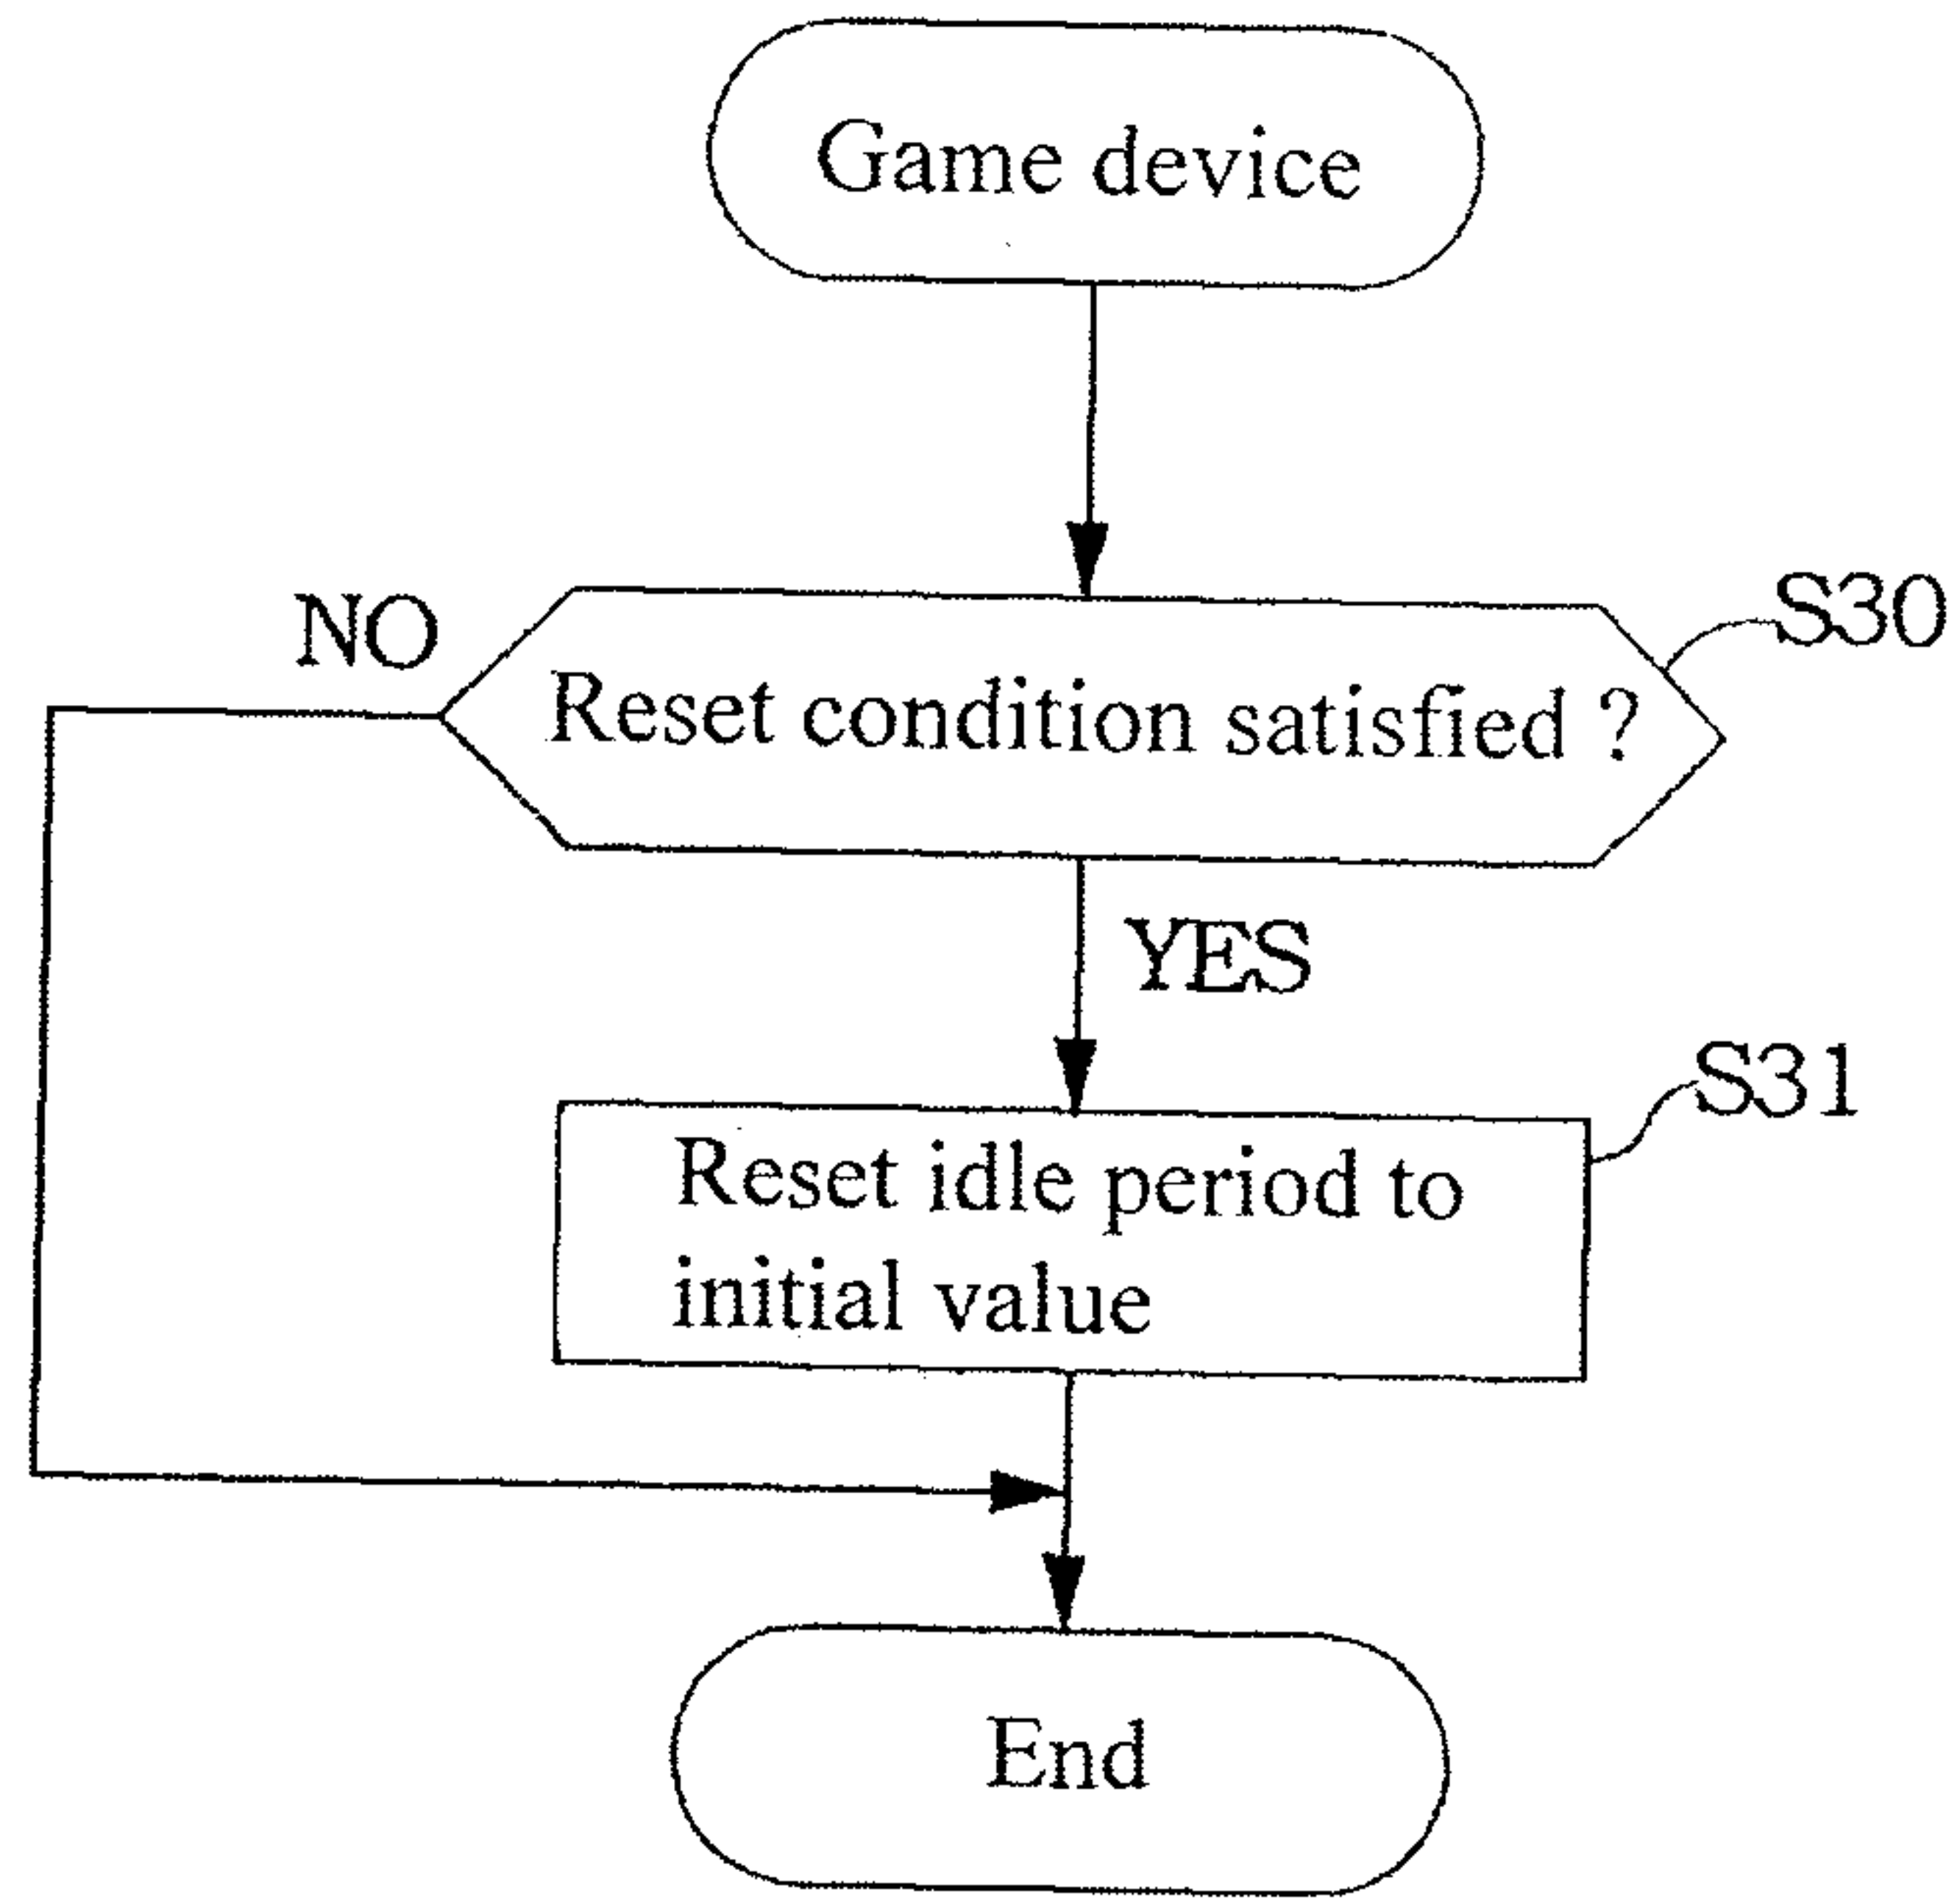 Game device
NO
S30
Reset condition satisfied ?
YES
S31
Reset idle period to
initial value
End